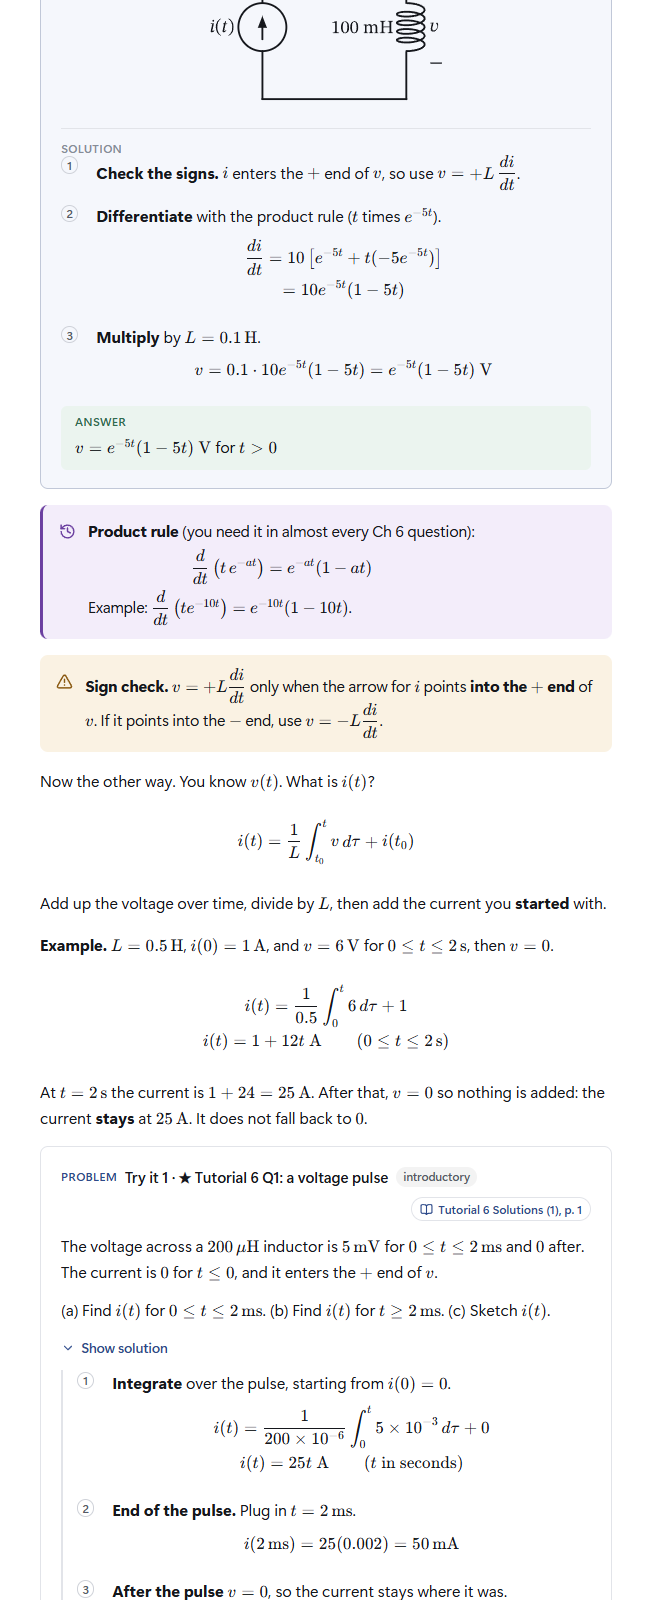 i(t)
100 mH
v
−
SOLUTION
1 Check the signs. i enters the + end of v, so use v = +L di/dt.
2 Differentiate with the product rule (t times e^{−5t}).
di/dt = 10 [e^{−5t} + t(−5e^{−5t})]
= 10e^{−5t}(1 − 5t)
3 Multiply by L = 0.1 H.
v = 0.1 · 10e^{−5t}(1 − 5t) = e^{−5t}(1 − 5t) V
ANSWER
v = e^{−5t}(1 − 5t) V for t > 0
Product rule (you need it in almost every Ch 6 question):
d/dt (t e^{−at}) = e^{−at}(1 − at)
Example: d/dt (te^{−10t}) = e^{−10t}(1 − 10t).
Sign check. v = +L di/dt only when the arrow for i points into the + end of
v. If it points into the − end, use v = −L di/dt.
Now the other way. You know v(t). What is i(t)?
i(t) = 1/L ∫_{t₀}^{t} v dτ + i(t₀)
Add up the voltage over time, divide by L, then add the current you started with.
Example. L = 0.5 H, i(0) = 1 A, and v = 6 V for 0 ≤ t ≤ 2 s, then v = 0.
i(t) = 1/0.5 ∫_{0}^{t} 6 dτ + 1
i(t) = 1 + 12t A (0 ≤ t ≤ 2 s)
At t = 2 s the current is 1 + 24 = 25 A. After that, v = 0 so nothing is added: the
current stays at 25 A. It does not fall back to 0.
PROBLEM Try it 1 · ★ Tutorial 6 Q1: a voltage pulse introductory
Tutorial 6 Solutions (1), p. 1
The voltage across a 200 μH inductor is 5 mV for 0 ≤ t ≤ 2 ms and 0 after.
The current is 0 for t ≤ 0, and it enters the + end of v.
(a) Find i(t) for 0 ≤ t ≤ 2 ms. (b) Find i(t) for t ≥ 2 ms. (c) Sketch i(t).
Show solution
1 Integrate over the pulse, starting from i(0) = 0.
i(t) = 1/(200 × 10^{−6}) ∫_{0}^{t} 5 × 10^{−3} dτ + 0
i(t) = 25t A (t in seconds)
2 End of the pulse. Plug in t = 2 ms.
i(2 ms) = 25(0.002) = 50 mA
3 After the pulse v = 0, so the current stays where it was.